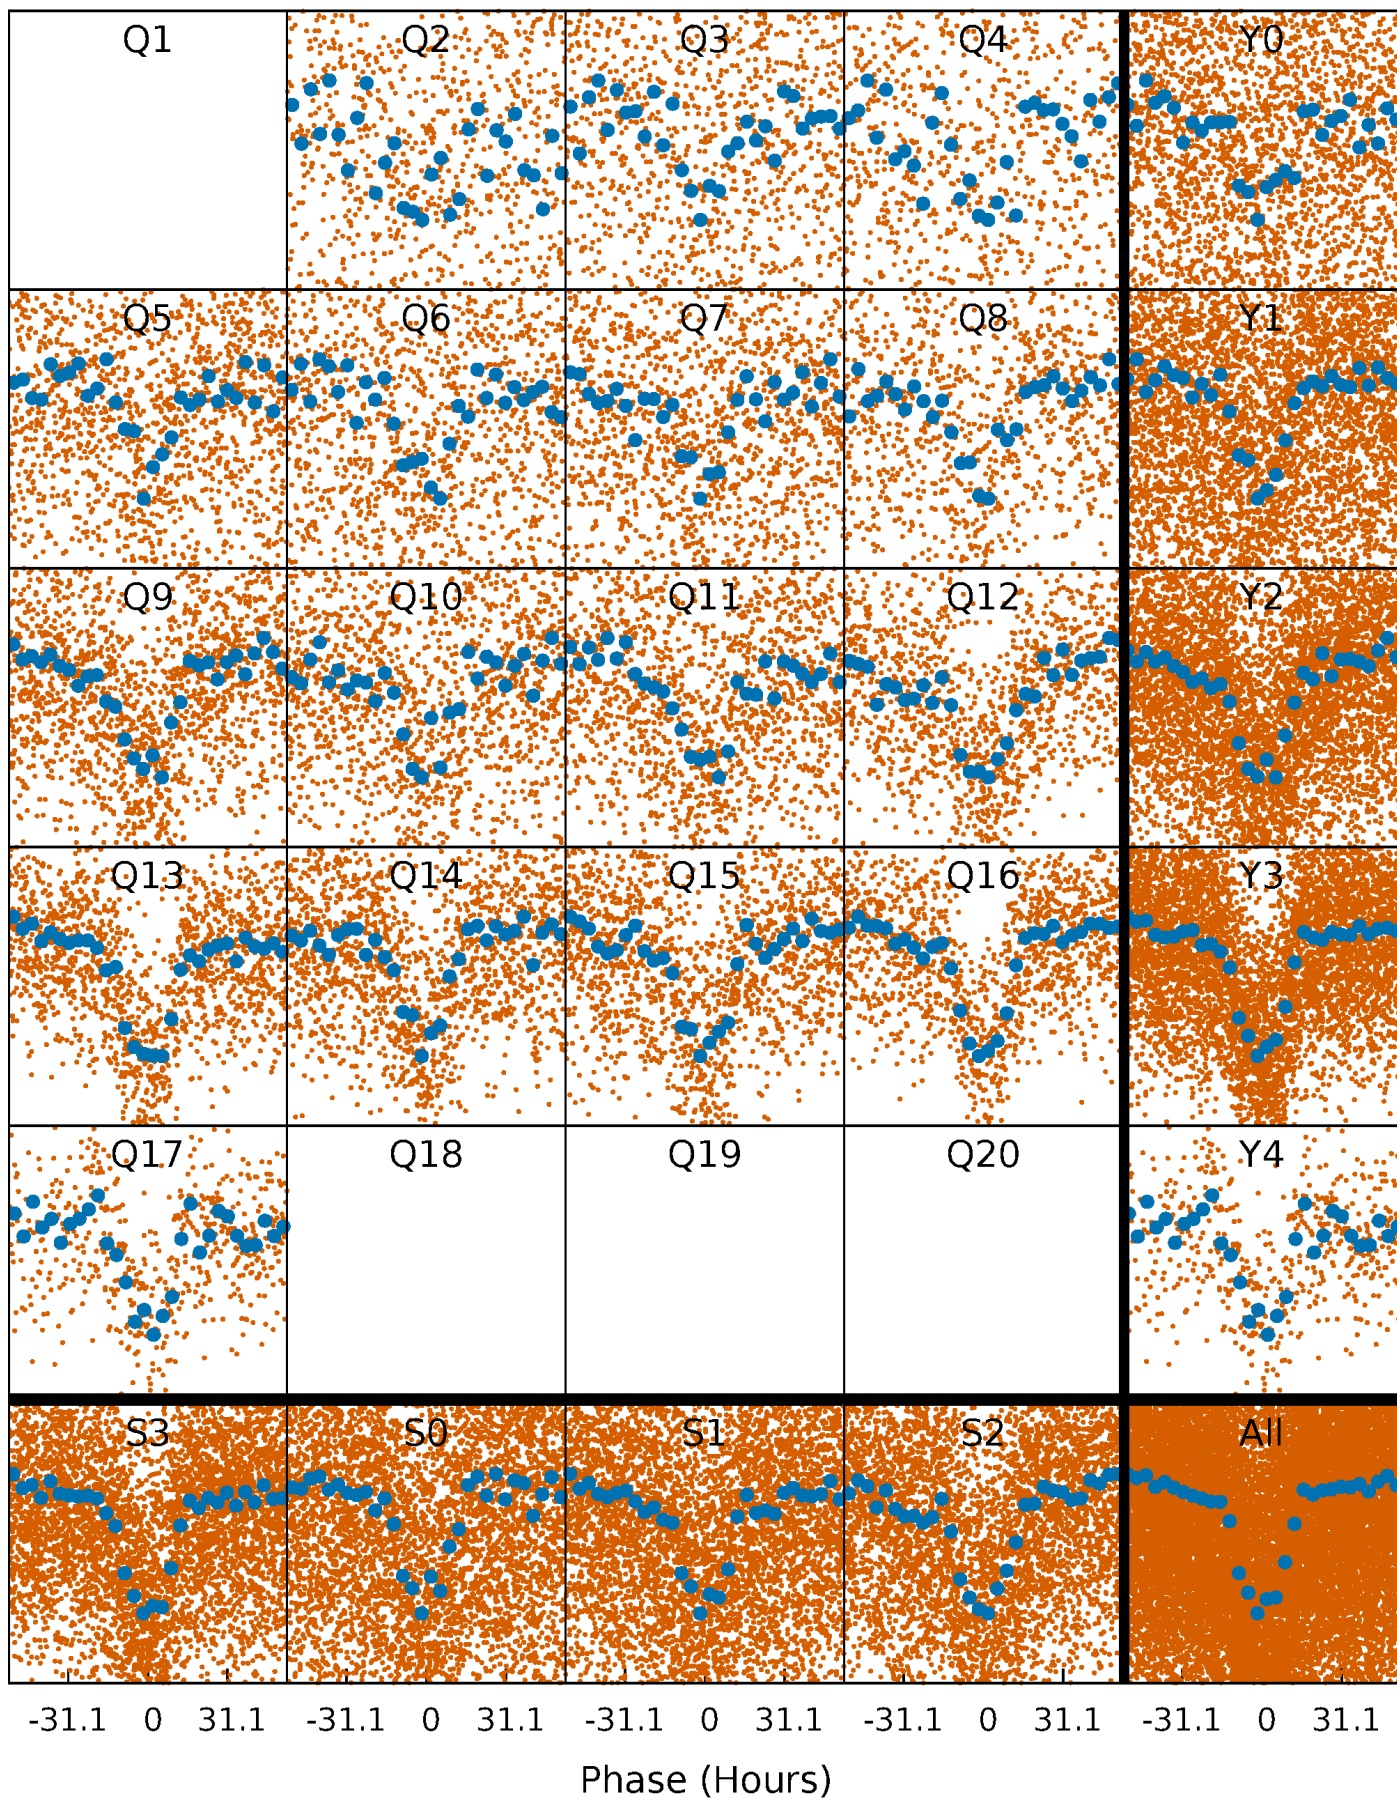 Q1 Q2 Q3 Q4 Y0
Q5 Q6 Q7 Q8 Y1
Q9 Q10 Q11 Q12 Y2
Q13 Q14 Q15 Q16 Y3
Q17 Q18 Q19 Q20 Y4
S3 S0 S1 S2 All
-31.1 0 31.1 -31.1 0 31.1 -31.1 0 31.1 -31.1 0 31.1 -31.1 0 31.1
Phase (Hours)